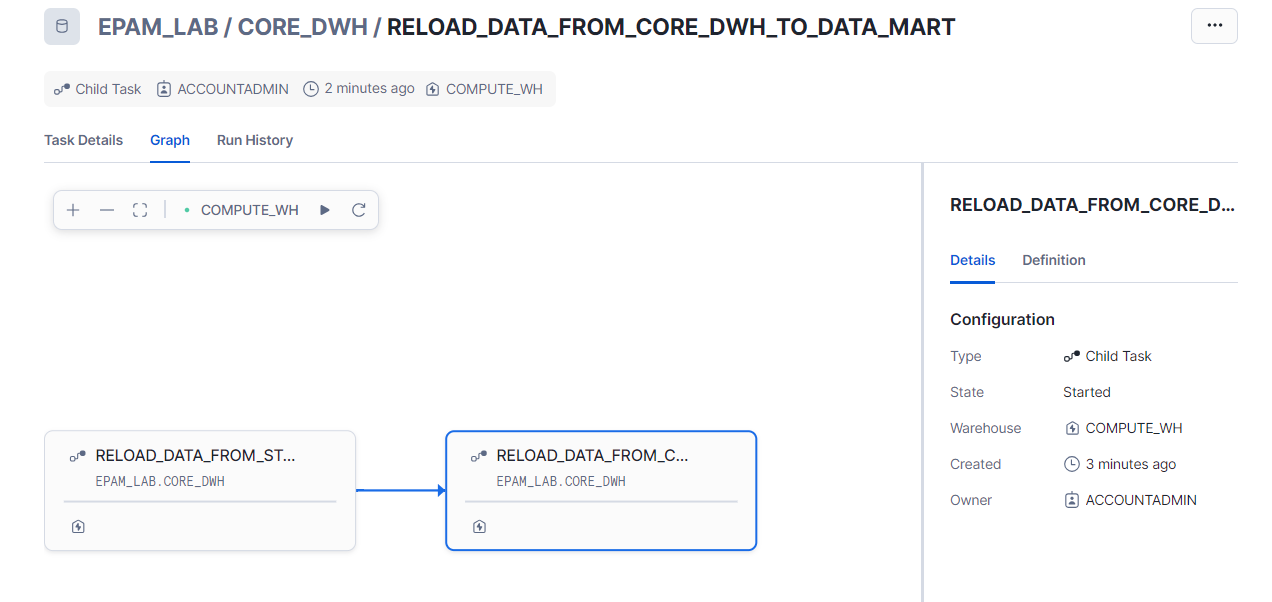 EPAM_LAB / CORE_DWH / RELOAD_DATA_FROM_CORE_DWH_TO_DATA_MART
Child Task ACCOUNTADMIN 2 minutes ago COMPUTE_WH
Task Details Graph Run History
COMPUTE_WH
RELOAD_DATA_FROM_ST...
EPAM_LAB.CORE_DWH
RELOAD_DATA_FROM_C...
EPAM_LAB.CORE_DWH
RELOAD_DATA_FROM_CORE_D...
Details Definition
Configuration
Type Child Task
State Started
Warehouse COMPUTE_WH
Created 3 minutes ago
Owner ACCOUNTADMIN